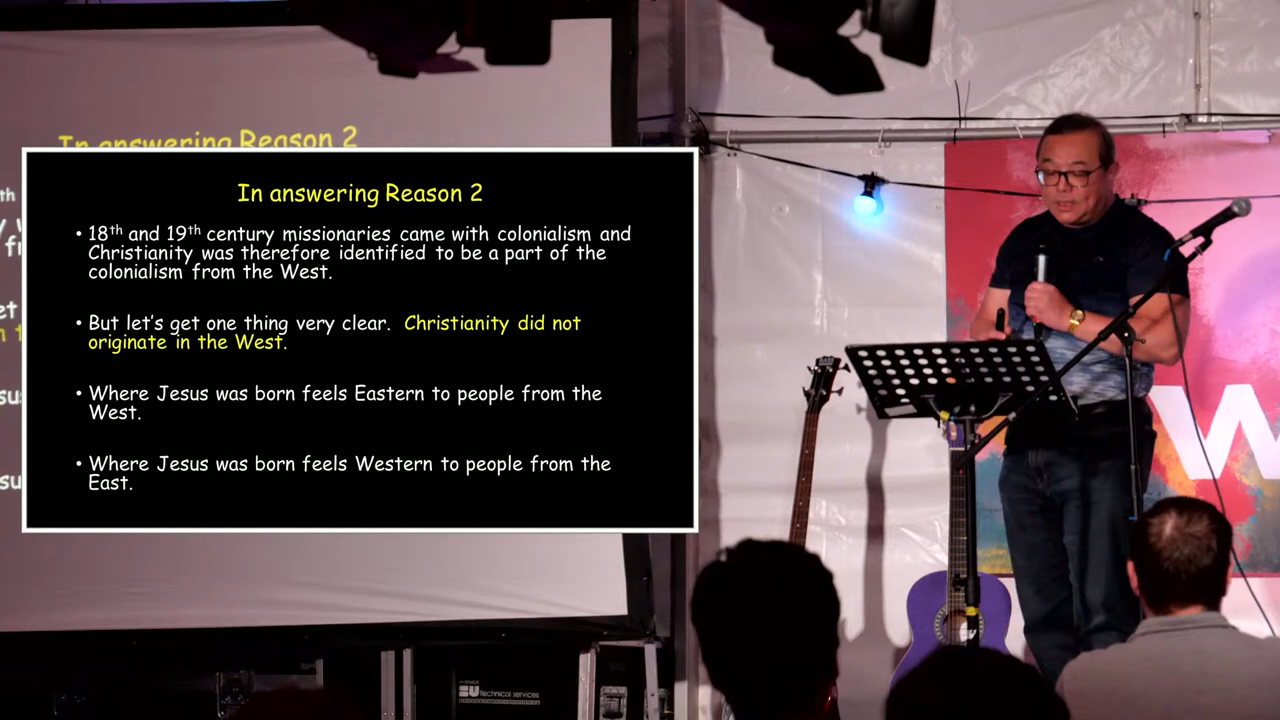 In answering Reason 2
th
In answering Reason 2
• 18th and 19th century missionaries came with colonialism and
Christianity was therefore identified to be a part of the
colonialism from the West.
• But let's get one thing very clear. Christianity did not
originate in the West.
• Where Jesus was born feels Eastern to people from the
West.
• Where Jesus was born feels Western to people from the
East.
W
SU technical services